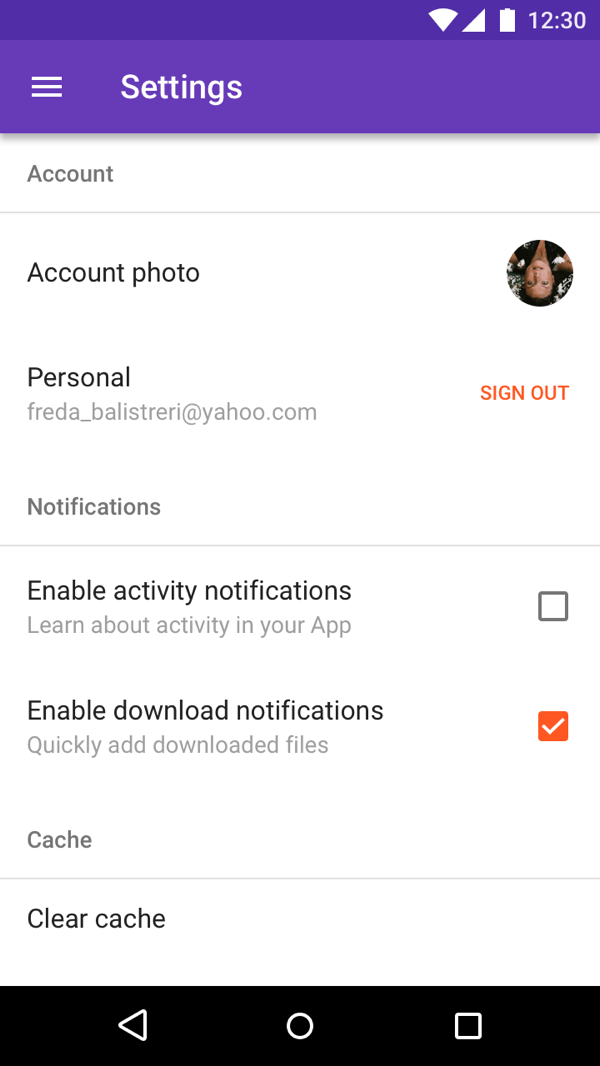 12:30
Settings
Account
Account photo
Personal
freda_balistreri@yahoo.com
SIGN OUT
Notifications
Enable activity notifications
Learn about activity in your App
Enable download notifications
Quickly add downloaded files
Cache
Clear cache